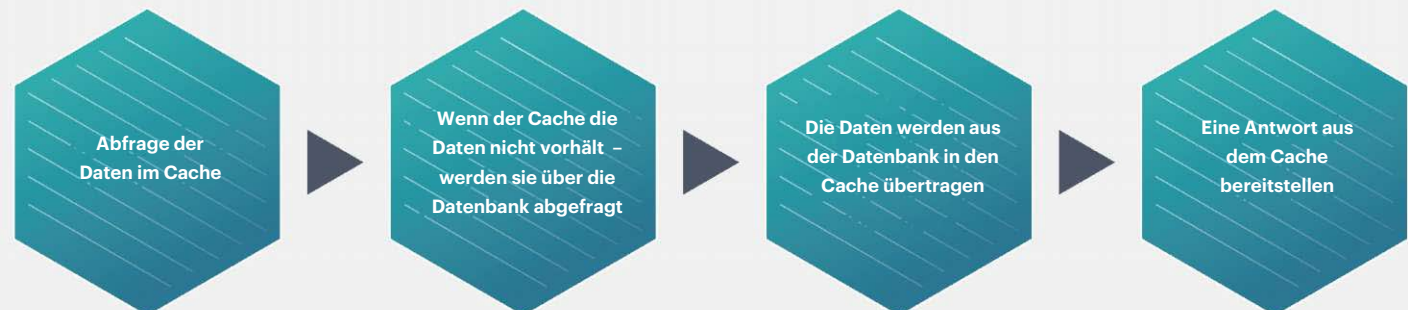 Abfrage der
Daten im Cache
Wenn der Cache die
Daten nicht vorhält –
werden sie über die
Datenbank abgefragt
Die Daten werden aus
der Datenbank in den
Cache übertragen
Eine Antwort aus
dem Cache
bereitstellen